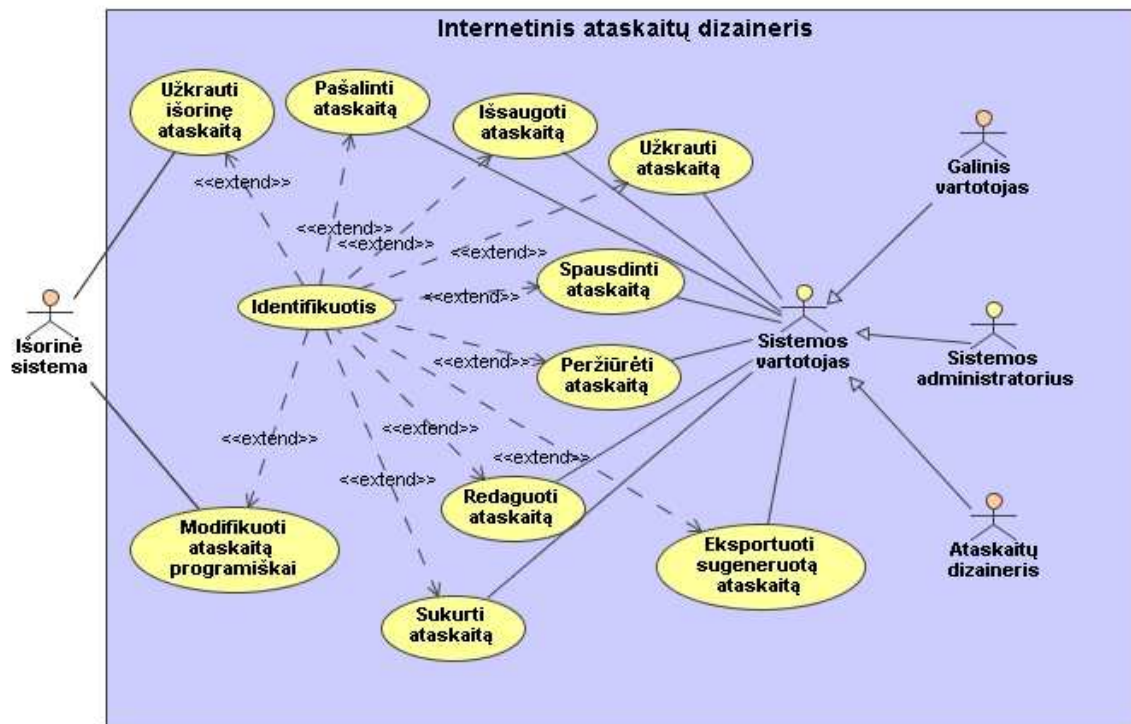 Internetinis ataskaitų dizaineris
Užkrauti
išorinę
ataskaitą
Pašalinti
ataskaitą
Išsaugoti
ataskaitą
Užkrauti
ataskaitą
Galinis
vartotojas
<<extend>>
<<extend>>
<<extend>>
<<extend>>
Spausdinti
ataskaitą
<<extend>>
Identifikuotis
Išorinė
sistema
Sistemos
vartotojas
Sistemos
administratorius
Peržiūrėti
ataskaitą
<<extend>>
<<extend>>
<<extend>>
<<extend>>
<<extend>>
Redaguoti
ataskaitą
Modifikuoti
ataskaitą
programiškai
Eksportuoti
sugeneruotą
ataskaitą
Ataskaitų
dizaineris
Sukurti
ataskaitą